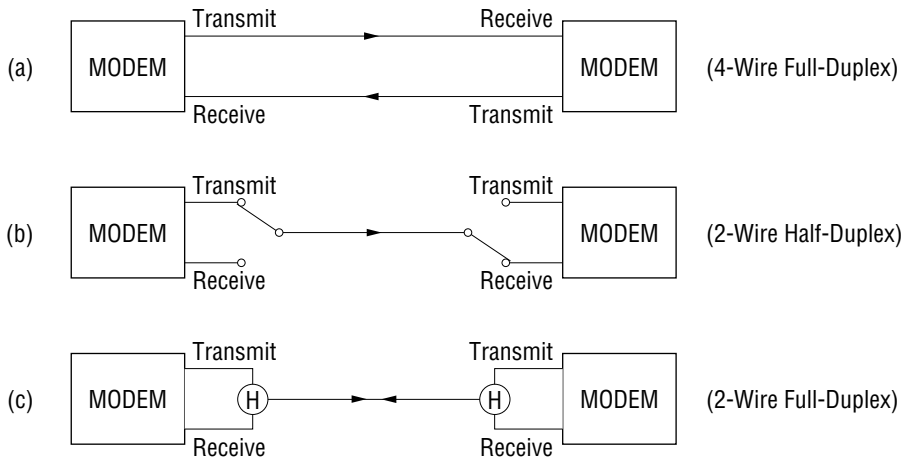 Transmit Receive
(a) MODEM MODEM (4-Wire Full-Duplex)
Receive Transmit
Transmit Transmit
(b) MODEM MODEM (2-Wire Half-Duplex)
Receive Receive
Transmit Transmit
(c) MODEM H H MODEM (2-Wire Full-Duplex)
Receive Receive